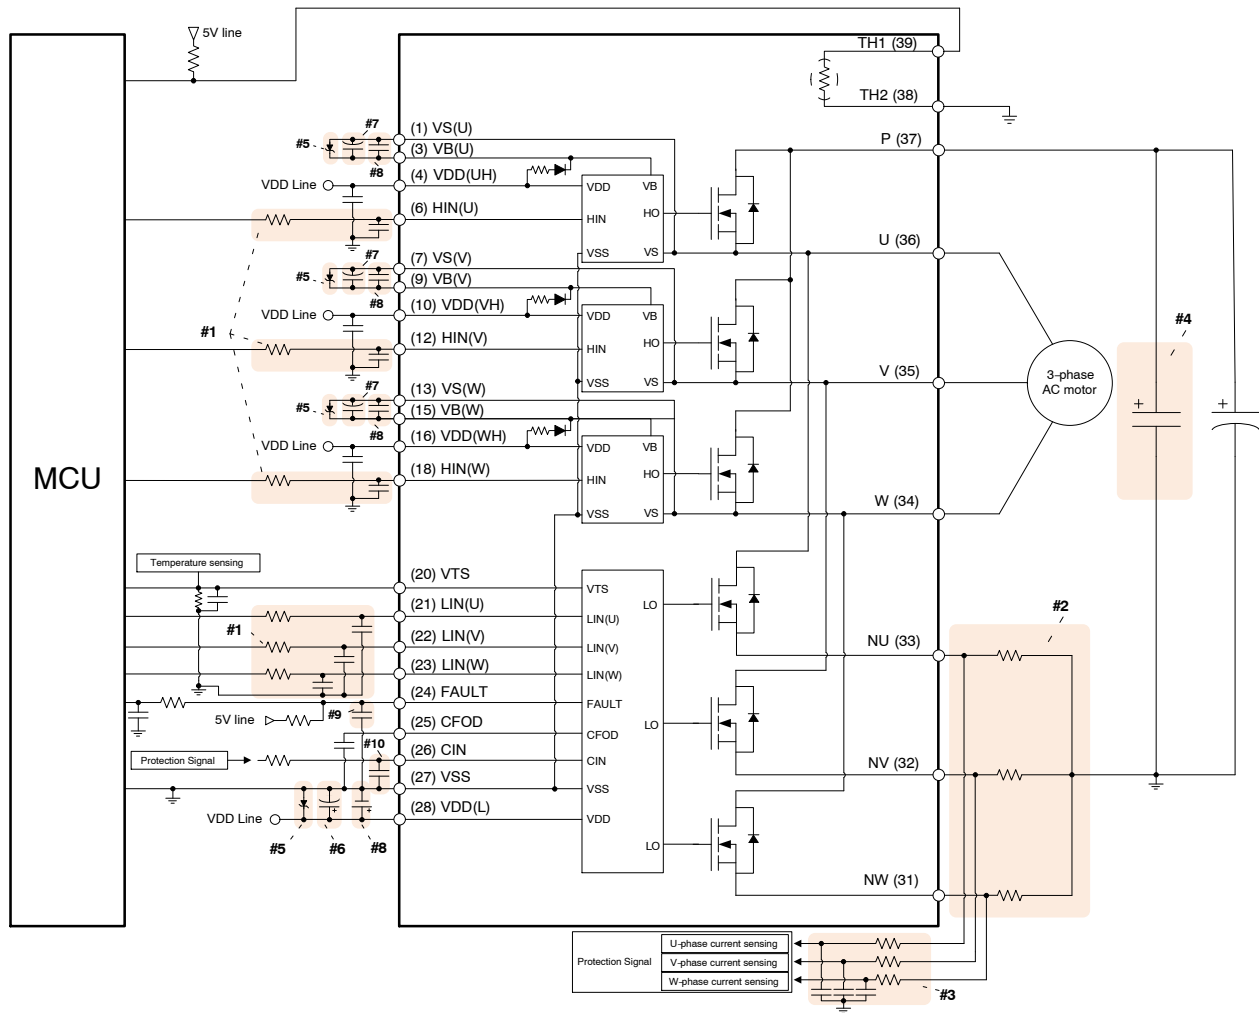 5V line
TH1 (39)
TH2 (38)
P (37)
U (36)
V (35)
W (34)
NU (33)
NV (32)
NW (31)
MCU
#7
#5
#8
(1) VS(U)
(3) VB(U)
VDD Line
(4) VDD(UH)
(6) HIN(U)
VDD
VB
HIN
HO
VSS
VS
#7
#5
#8
(7) VS(V)
(9) VB(V)
VDD Line
(10) VDD(VH)
#1
(12) HIN(V)
VDD
VB
HIN
HO
VSS
VS
#7
#5
#8
(13) VS(W)
(15) VB(W)
VDD Line
(16) VDD(WH)
(18) HIN(W)
VDD
VB
HIN
HO
VSS
VS
3-phase
AC motor
#4
+
+
Temperature sensing
(20) VTS
(21) LIN(U)
#1
(22) LIN(V)
(23) LIN(W)
(24) FAULT
5V line
#9
(25) CFOD
#10
Protection Signal
(26) CIN
(27) VSS
VDD Line
(28) VDD(L)
+
+
#5
#6
#8
VTS
LIN(U)
LIN(V)
LIN(W)
FAULT
CFOD
CIN
VSS
VDD
LO
LO
LO
#2
Protection Signal
U-phase current sensing
V-phase current sensing
W-phase current sensing
#3